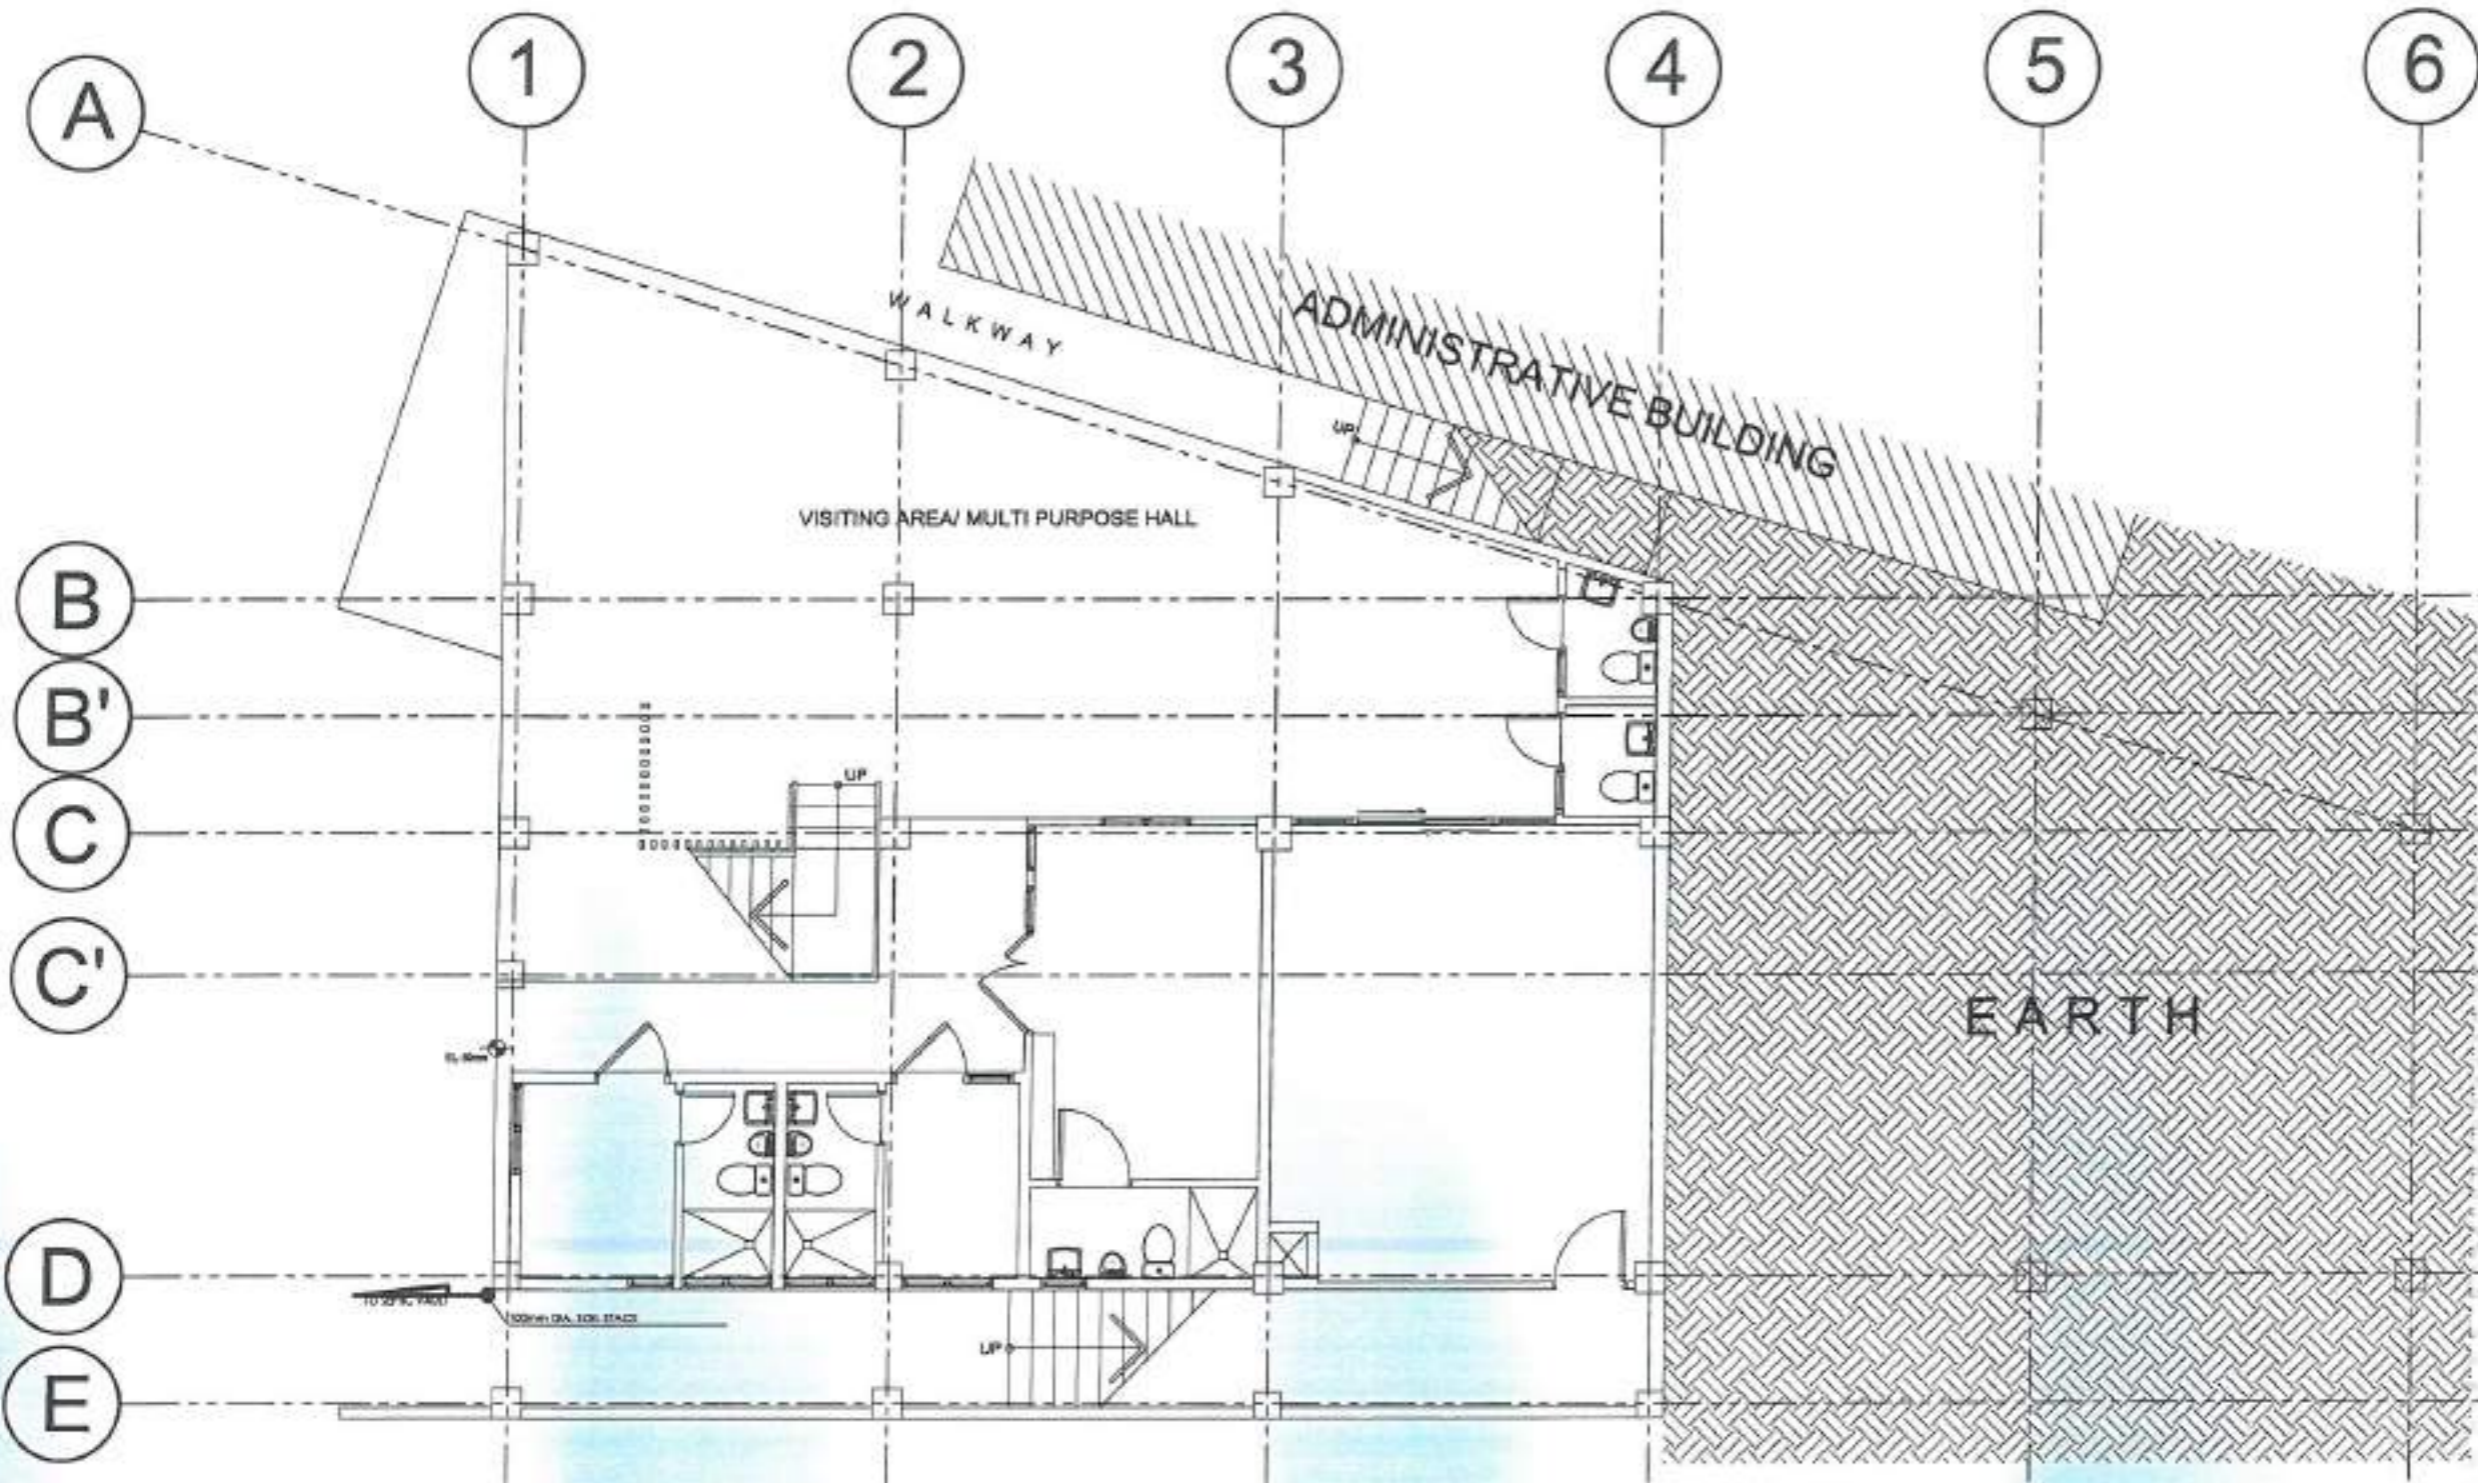 1
2
3
4
5
6
A
ADMINISTRATIVE BUILDING
WALKWAY
UP
VISITING AREA/ MULTI PURPOSE HALL
B
B'
UP
C
C'
EARTH
D
UP
E